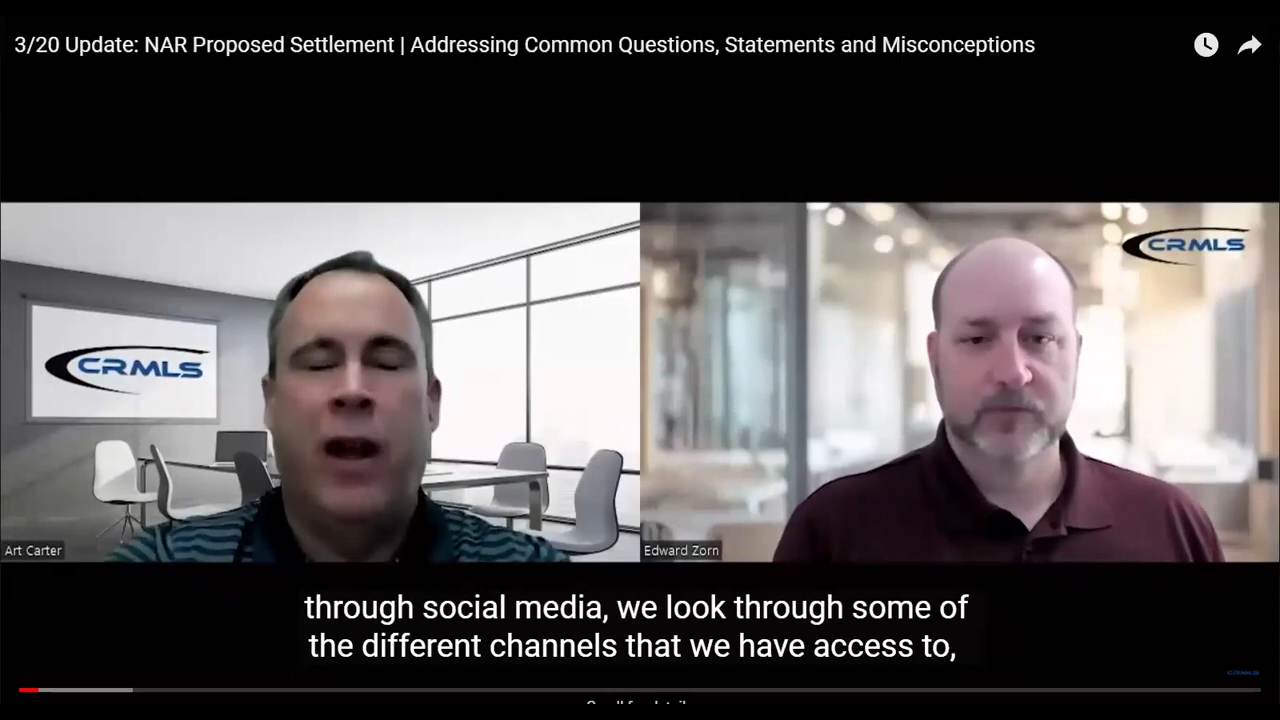 3/20 Update: NAR Proposed Settlement | Addressing Common Questions, Statements and Misconceptions
CRMLS
CRMLS
Art Carter
Edward Zorn
through social media, we look through some of
the different channels that we have access to,
CRMLS